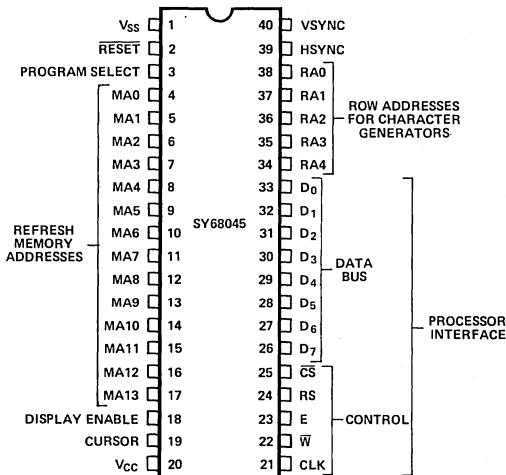 VSS 1 40 VSYNC
RESET 2 39 HSYNC
PROGRAM SELECT 3 38 RA0
MA0 4 37 RA1
MA1 5 36 RA2
MA2 6 35 RA3
MA3 7 34 RA4
MA4 8 33 D0
MA5 9 32 D1
MA6 10 31 D2
MA7 11 30 D3
MA8 12 29 D4
MA9 13 28 D5
MA10 14 27 D6
MA11 15 26 D7
MA12 16 25 CS
MA13 17 24 RS
DISPLAY ENABLE 18 23 E
CURSOR 19 22 W
VCC 20 21 CLK
SY68045
REFRESH
MEMORY
ADDRESSES
ROW ADDRESSES
FOR CHARACTER
GENERATORS
DATA
BUS
PROCESSOR
INTERFACE
CONTROL